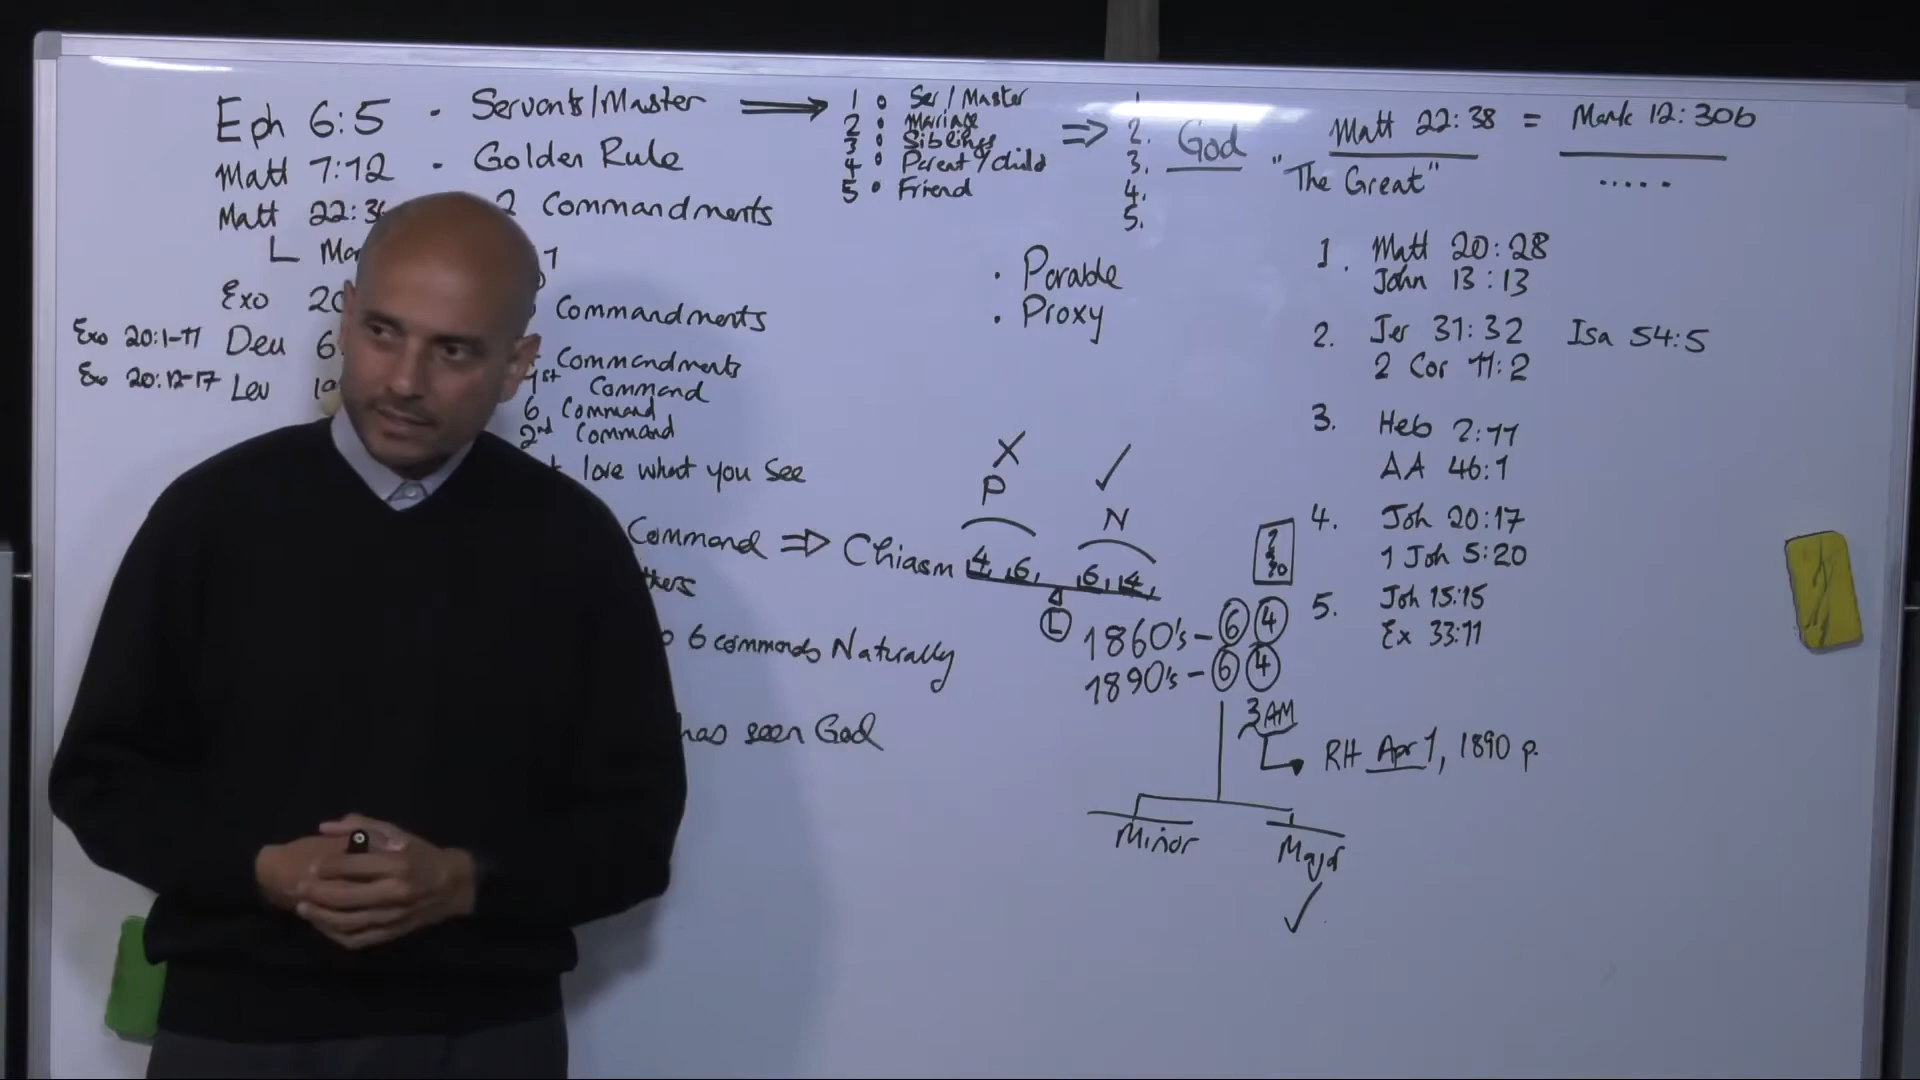 Eph 6:5 - Servants/Master
Matt 7:12 - Golden Rule
Matt 22:36 2 Commandments
Exo 20 Commandments
Exo 20:1-11 Deu 6: Commandments
1st Command
Exo 20:12-17 Lev 19
6 Command
2nd Command
love what you see
Command ⇒ Chiasm
6 commands Naturally
has seen God
1 • Ser/Master
2 • Mariage
3 • Siblings
4 • Parent/child
5 • Friend
⇒
1
2.
3.
4.
5.
God
• Parable
• Proxy
X
P
N
4, 6, 6, 4,
L
1860's - 6 4
1890's - 6 4
3AM
RH Apr 1, 1890 p.
Minor
Major
Matt 22:38 = Mark 12:30b
"The Great" .....
1. Matt 20:28
John 13:13
2. Jer 31:32 Isa 54:5
2 Cor 11:2
3. Heb 2:11
AA 46:1
4. Joh 20:17
1 Joh 5:20
5. Joh 15:15
Ex 33:11